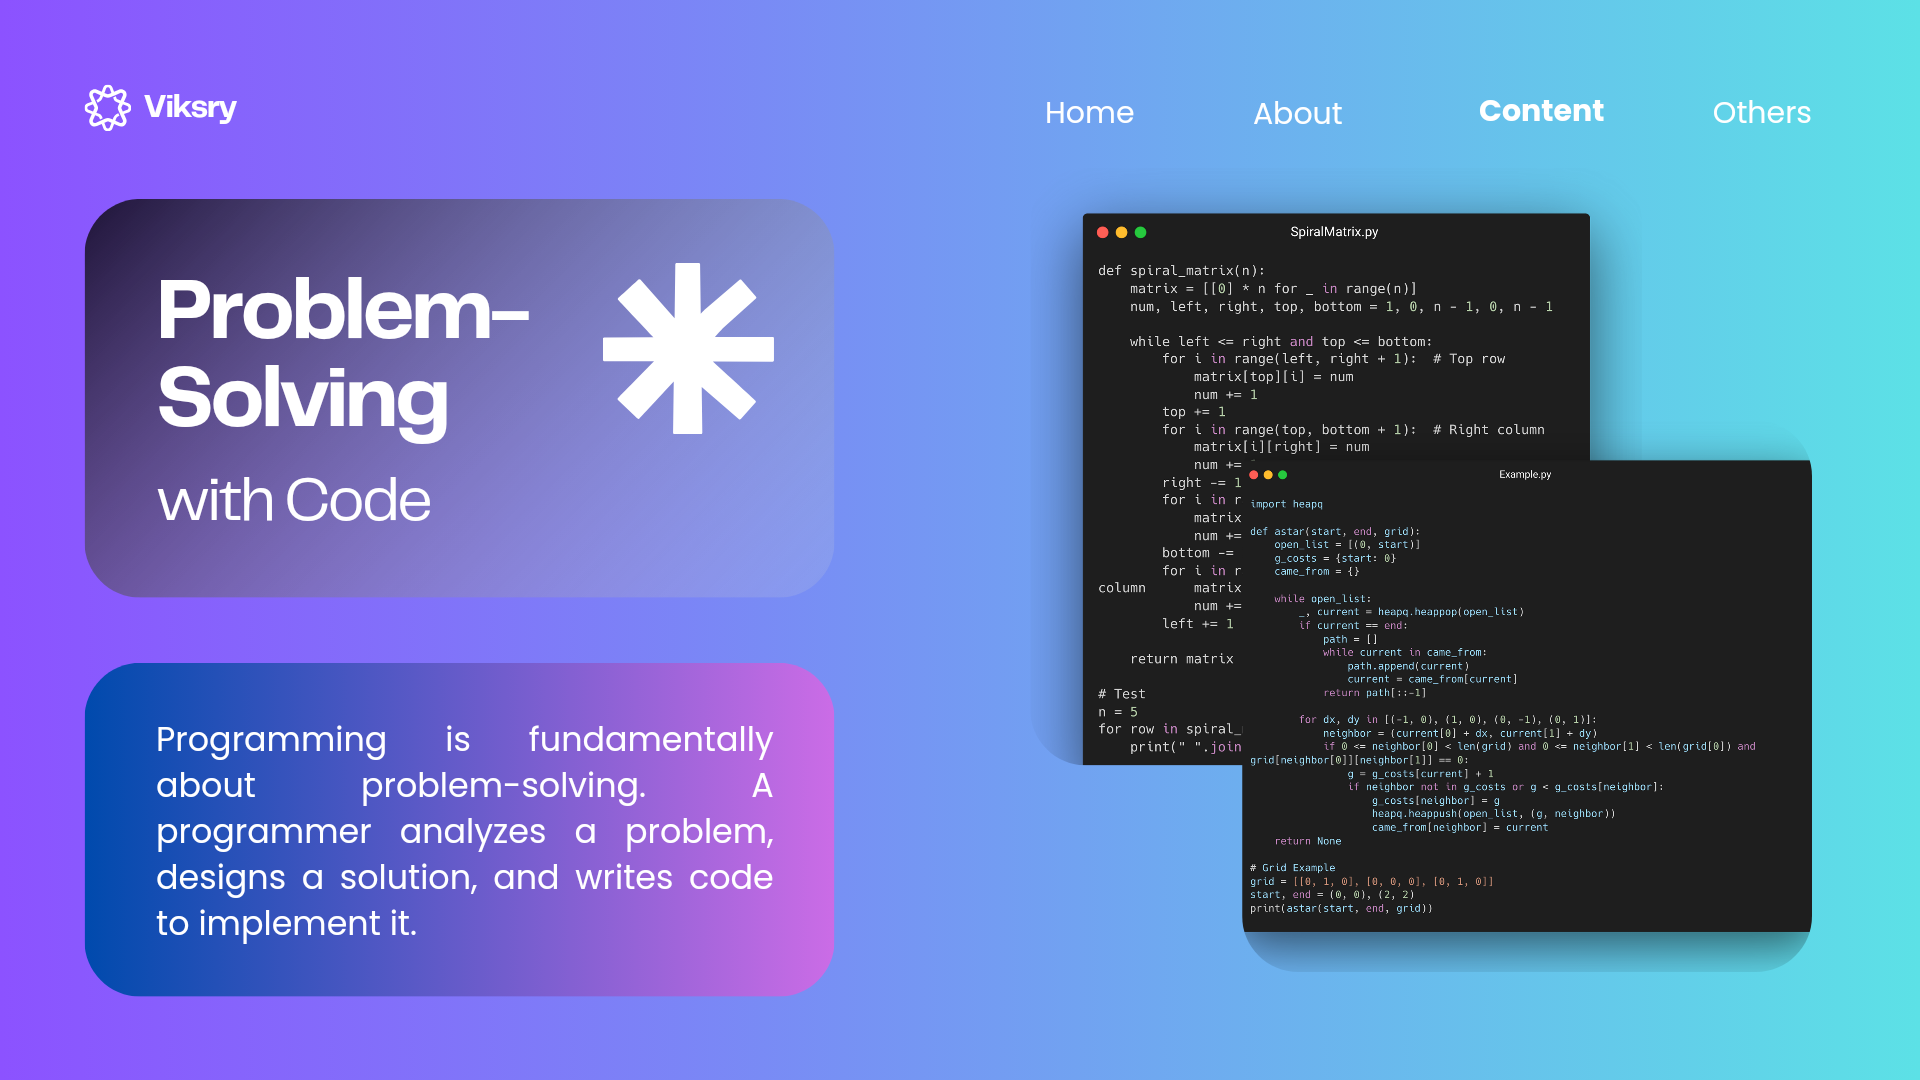 Viksry
Home
About
Content
Others
Problem-
Solving
with Code
Programming is fundamentally
about problem-solving. A
programmer analyzes a problem,
designs a solution, and writes code
to implement it.
SpiralMatrix.py
def spiral_matrix(n):
    matrix = [[0] * n for _ in range(n)]
    num, left, right, top, bottom = 1, 0, n - 1, 0, n - 1
    while left <= right and top <= bottom:
        for i in range(left, right + 1):  # Top row
            matrix[top][i] = num
            num += 1
        top += 1
        for i in range(top, bottom + 1):  # Right column
            matrix[i][right] = num
            num +=
        right -= 1
        for i in r
            matrix
            num +=
        bottom -=
        for i in r
column      matrix
            num +=
        left += 1
    return matrix
# Test
n = 5
for row in spiral_
    print(" ".join
Example.py
import heapq
def astar(start, end, grid):
    open_list = [(0, start)]
    g_costs = {start: 0}
    came_from = {}
    while open_list:
        _, current = heapq.heappop(open_list)
        if current == end:
            path = []
            while current in came_from:
                path.append(current)
                current = came_from[current]
            return path[::-1]
        for dx, dy in [(-1, 0), (1, 0), (0, -1), (0, 1)]:
            neighbor = (current[0] + dx, current[1] + dy)
            if 0 <= neighbor[0] < len(grid) and 0 <= neighbor[1] < len(grid[0]) and
grid[neighbor[0]][neighbor[1]] == 0:
                g = g_costs[current] + 1
                if neighbor not in g_costs or g < g_costs[neighbor]:
                    g_costs[neighbor] = g
                    heapq.heappush(open_list, (g, neighbor))
                    came_from[neighbor] = current
    return None
# Grid Example
grid = [[0, 1, 0], [0, 0, 0], [0, 1, 0]]
start, end = (0, 0), (2, 2)
print(astar(start, end, grid))